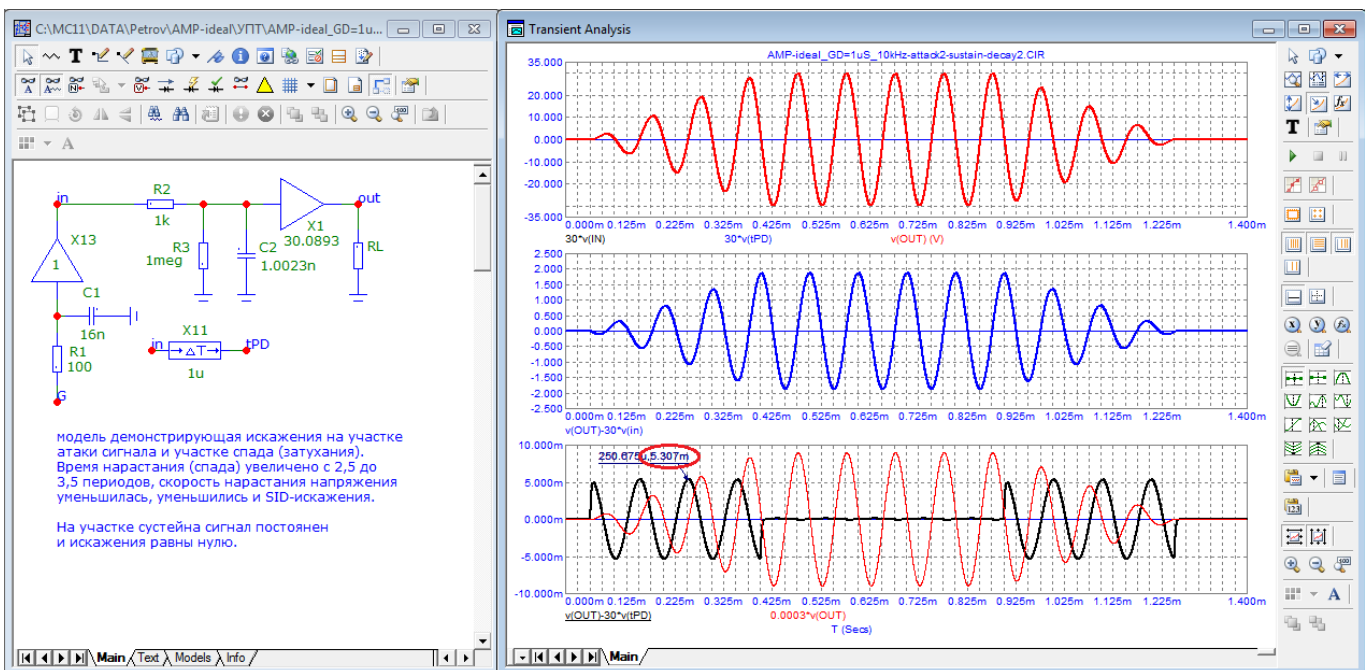 C:\MC11\DATA\Petrov\AMP-ideal\УПТ\AMP-ideal_GD=1u...
in
R2
1k
X1
30.0893
out
X13
1
R3
1meg
C2
1.0023n
RL
C1
16n
R1
100
G
X11
in
ΔT
tPD
1u
модель демонстрирующая искажения на участке
атаки сигнала и участке спада (затухания).
Время нарастания (спада) увеличено с 2,5 до
3,5 периодов, скорость нарастания напряжения
уменьшилась, уменьшились и SID-искажения.
На участке сустейна сигнал постоянен
и искажения равны нулю.
Main Text Models Info
Transient Analysis
AMP-ideal_GD=1uS_10kHz-attack2-sustain-decay2.CIR
35.000
20.000
10.000
0.000
-10.000
-20.000
-35.000
0.000m 0.125m 0.225m 0.325m 0.425m 0.525m 0.625m 0.725m 0.825m 0.925m 1.025m 1.125m 1.225m 1.400m
30*v(IN) 30*v(tPD) v(OUT) (V)
2.500
1.500
1.000
0.500
0.000
-0.500
-1.000
-1.500
-2.500
0.000m 0.125m 0.225m 0.325m 0.425m 0.525m 0.625m 0.725m 0.825m 0.925m 1.025m 1.125m 1.225m 1.400m
v(OUT)-30*v(in)
10.000m
250.675u,5.307m
5.000m
0.000m
-5.000m
-10.000m
0.000m 0.125m 0.225m 0.325m 0.425m 0.525m 0.625m 0.725m 0.825m 0.925m 1.025m 1.125m 1.225m 1.400m
v(OUT)-30*v(tPD) 0.0003*v(OUT)
T (Secs)
Main